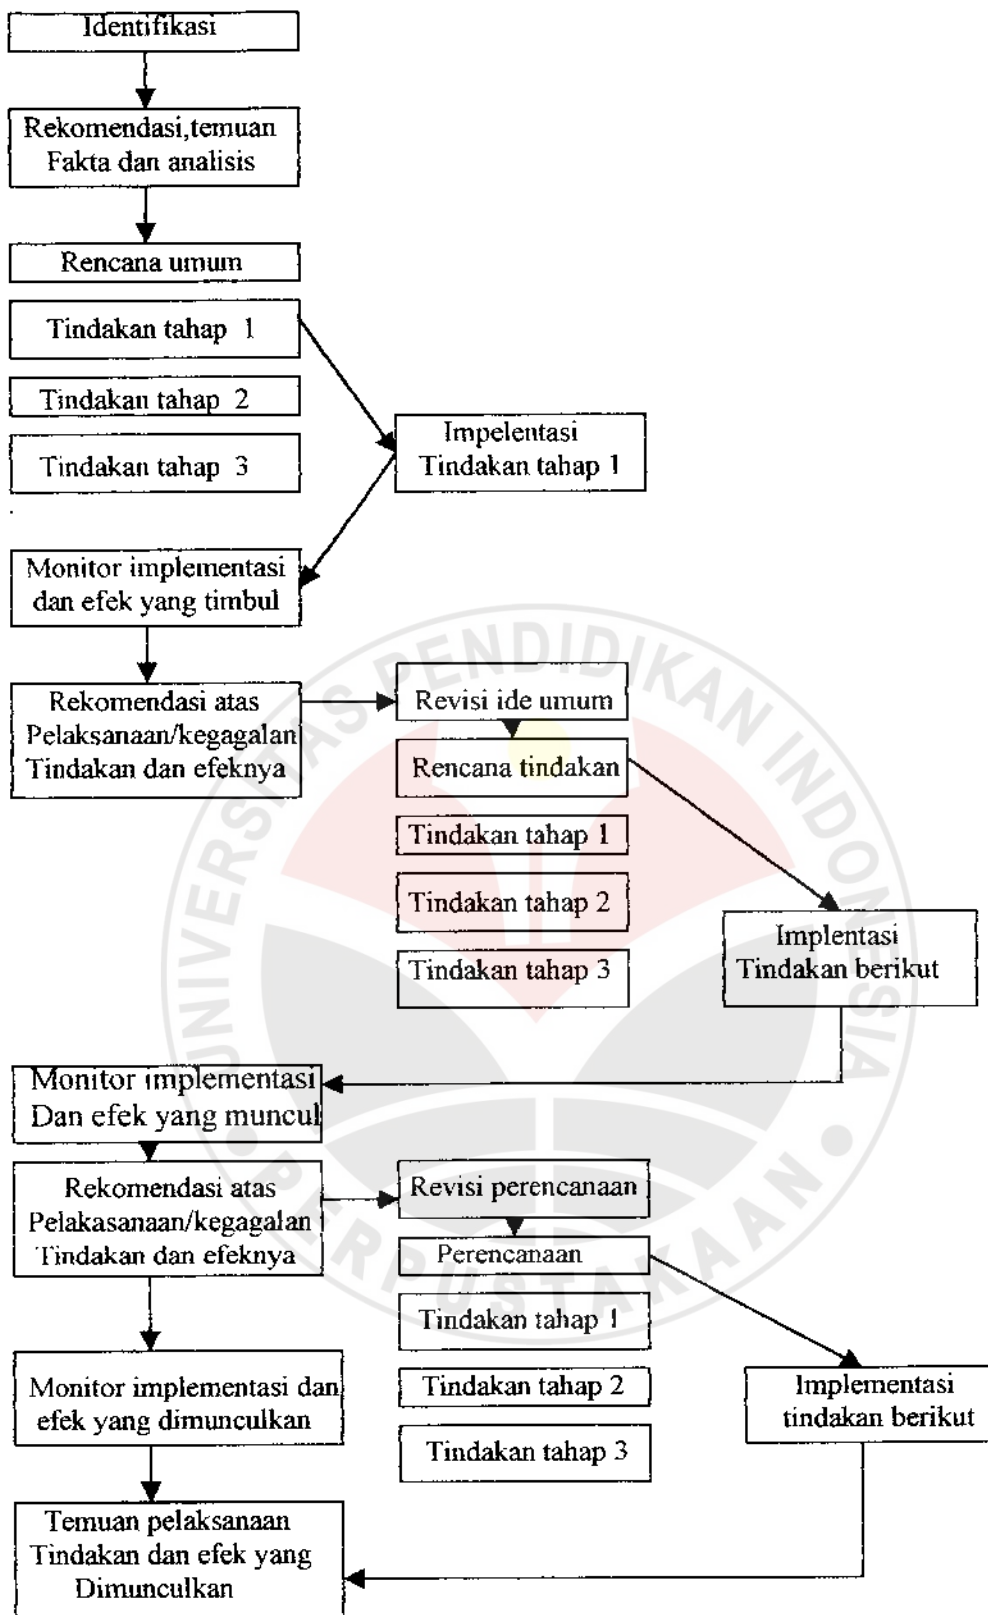 Identifikasi
Rekomendasi,temuan
Fakta dan analisis
Rencana umum
Tindakan tahap 1
Tindakan tahap 2
Tindakan tahap 3
Impelentasi
Tindakan tahap 1
Monitor implementasi
dan efek yang timbul
Rekomendasi atas
Pelaksanaan/kegagalan
Tindakan dan efeknya
Revisi ide umum
Rencana tindakan
Tindakan tahap 1
Tindakan tahap 2
Tindakan tahap 3
Implentasi
Tindakan berikut
Monitor implementasi
Dan efek yang muncul
Rekomendasi atas
Pelakasanaan/kegagalan
Tindakan dan efeknya
Revisi perencanaan
Perencanaan
Tindakan tahap 1
Tindakan tahap 2
Tindakan tahap 3
Implementasi
tindakan berikut
Monitor implementasi dan
efek yang dimunculkan
Temuan pelaksanaan
Tindakan dan efek yang
Dimunculkan
UNIVERSITAS PENDIDIKAN INDONESIA
PERPUSTAKAAN